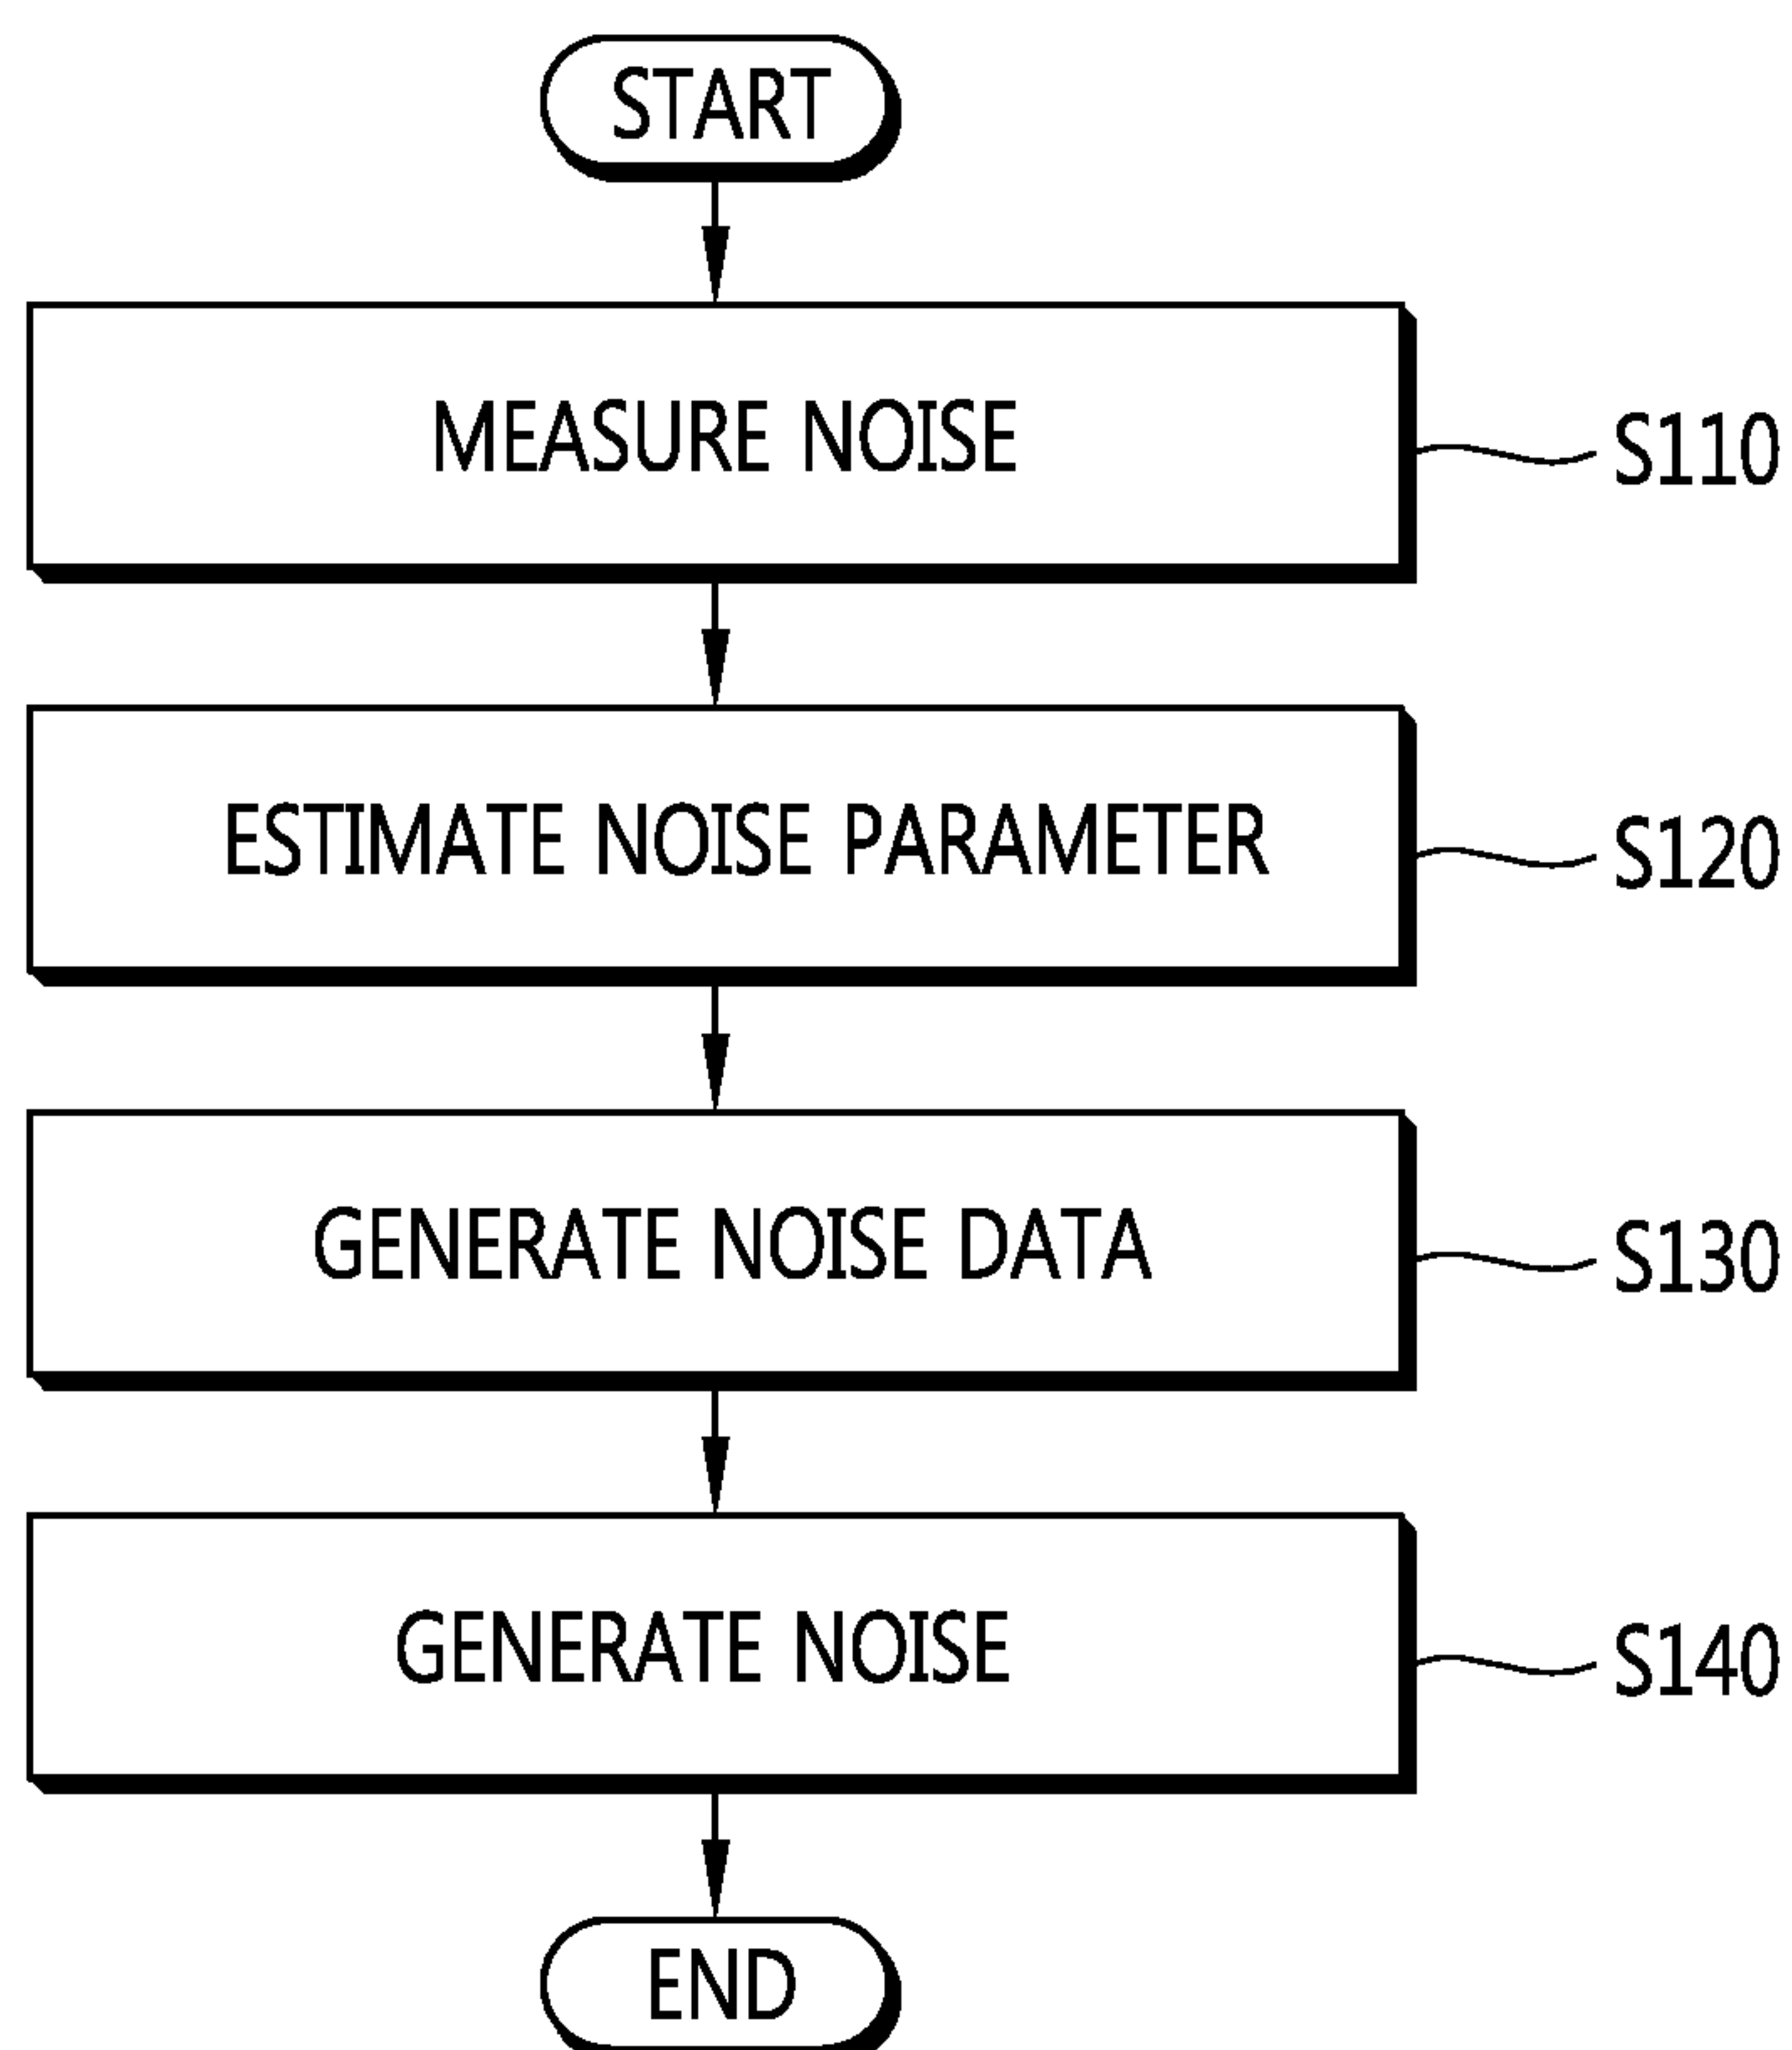 START
MEASURE NOISE
S110
ESTIMATE NOISE PARAMETER
S120
GENERATE NOISE DATA
S130
GENERATE NOISE
S140
END